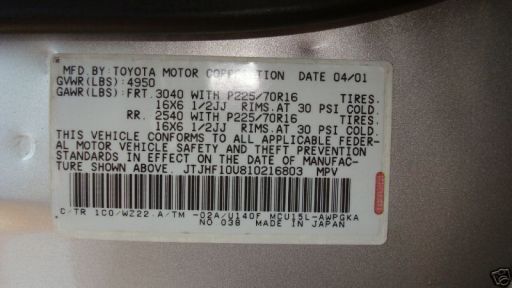 MFD. BY: TOYOTA MOTOR CORPORATION DATE 04/01
GVWR(LBS): 4950
GAWR(LBS): FRT. 3040 WITH P225/70R16 TIRES.
16X6 1/2JJ RIMS. AT 30 PSI COLD.
RR. 2540 WITH P225/70R16 TIRES.
16X6 1/2JJ RIMS. AT 30 PSI COLD.
THIS VEHICLE CONFORMS TO ALL APPLICABLE FEDER-
AL MOTOR VEHICLE SAFETY AND THEFT PREVENTION
STANDARDS IN EFFECT ON THE DATE OF MANUFAC-
TURE SHOWN ABOVE. JTJHF10U810216803 MPV
C/TR 1C0/WZ22 A/TM -02A/U140F MCU15L-AWPGKA
NO 038 MADE IN JAPAN